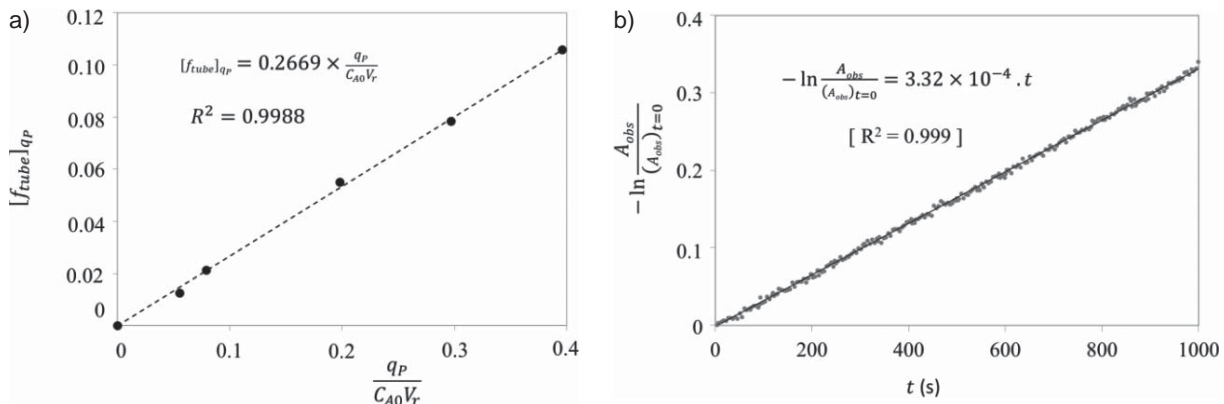 a)
0.12
0.10
0.08
0.06
0.04
0.02
0
[f_tube]_qP
[f_tube]_qP = 0.2669 × q_P / C_A0 V_r
R² = 0.9988
0 0.1 0.2 0.3 0.4
q_P / C_A0 V_r
b)
0.4
0.3
0.2
0.1
0
−ln A_obs / (A_obs)_t=0
−ln A_obs / (A_obs)_t=0 = 3.32 × 10⁻⁴ .t
[ R² = 0.999 ]
0 200 400 600 800 1000
t (s)